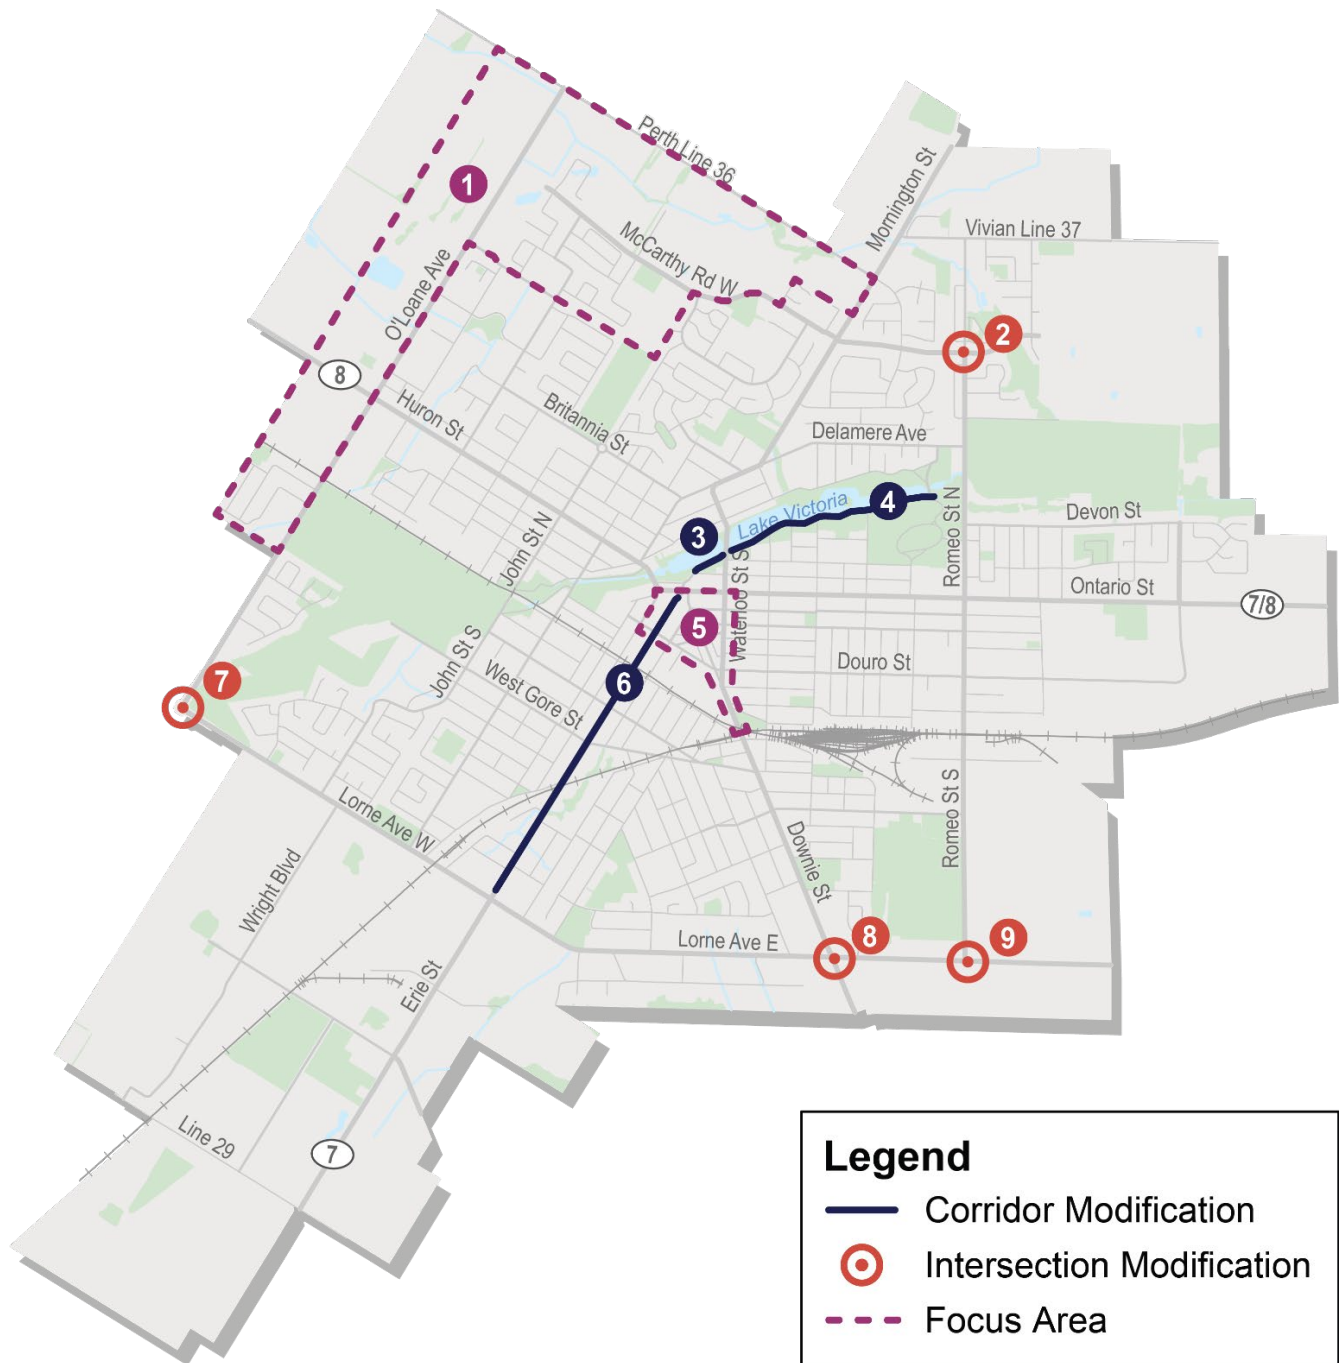 Perth Line 36
1
Mornington St
Vivian Line 37
McCarthy Rd W
O'Loane Ave
2
8
Huron St
Britannia St
Delamere Ave
Lake Victoria
4
3
Romeo St N
Devon St
John St N
Waterloo St S
Ontario St
7/8
5
Douro St
John St S
West Gore St
6
7
Lorne Ave W
Downie St
Romeo St S
Wright Blvd
Lorne Ave E
8
9
Erie St
Line 29
7
Legend
Corridor Modification
Intersection Modification
Focus Area